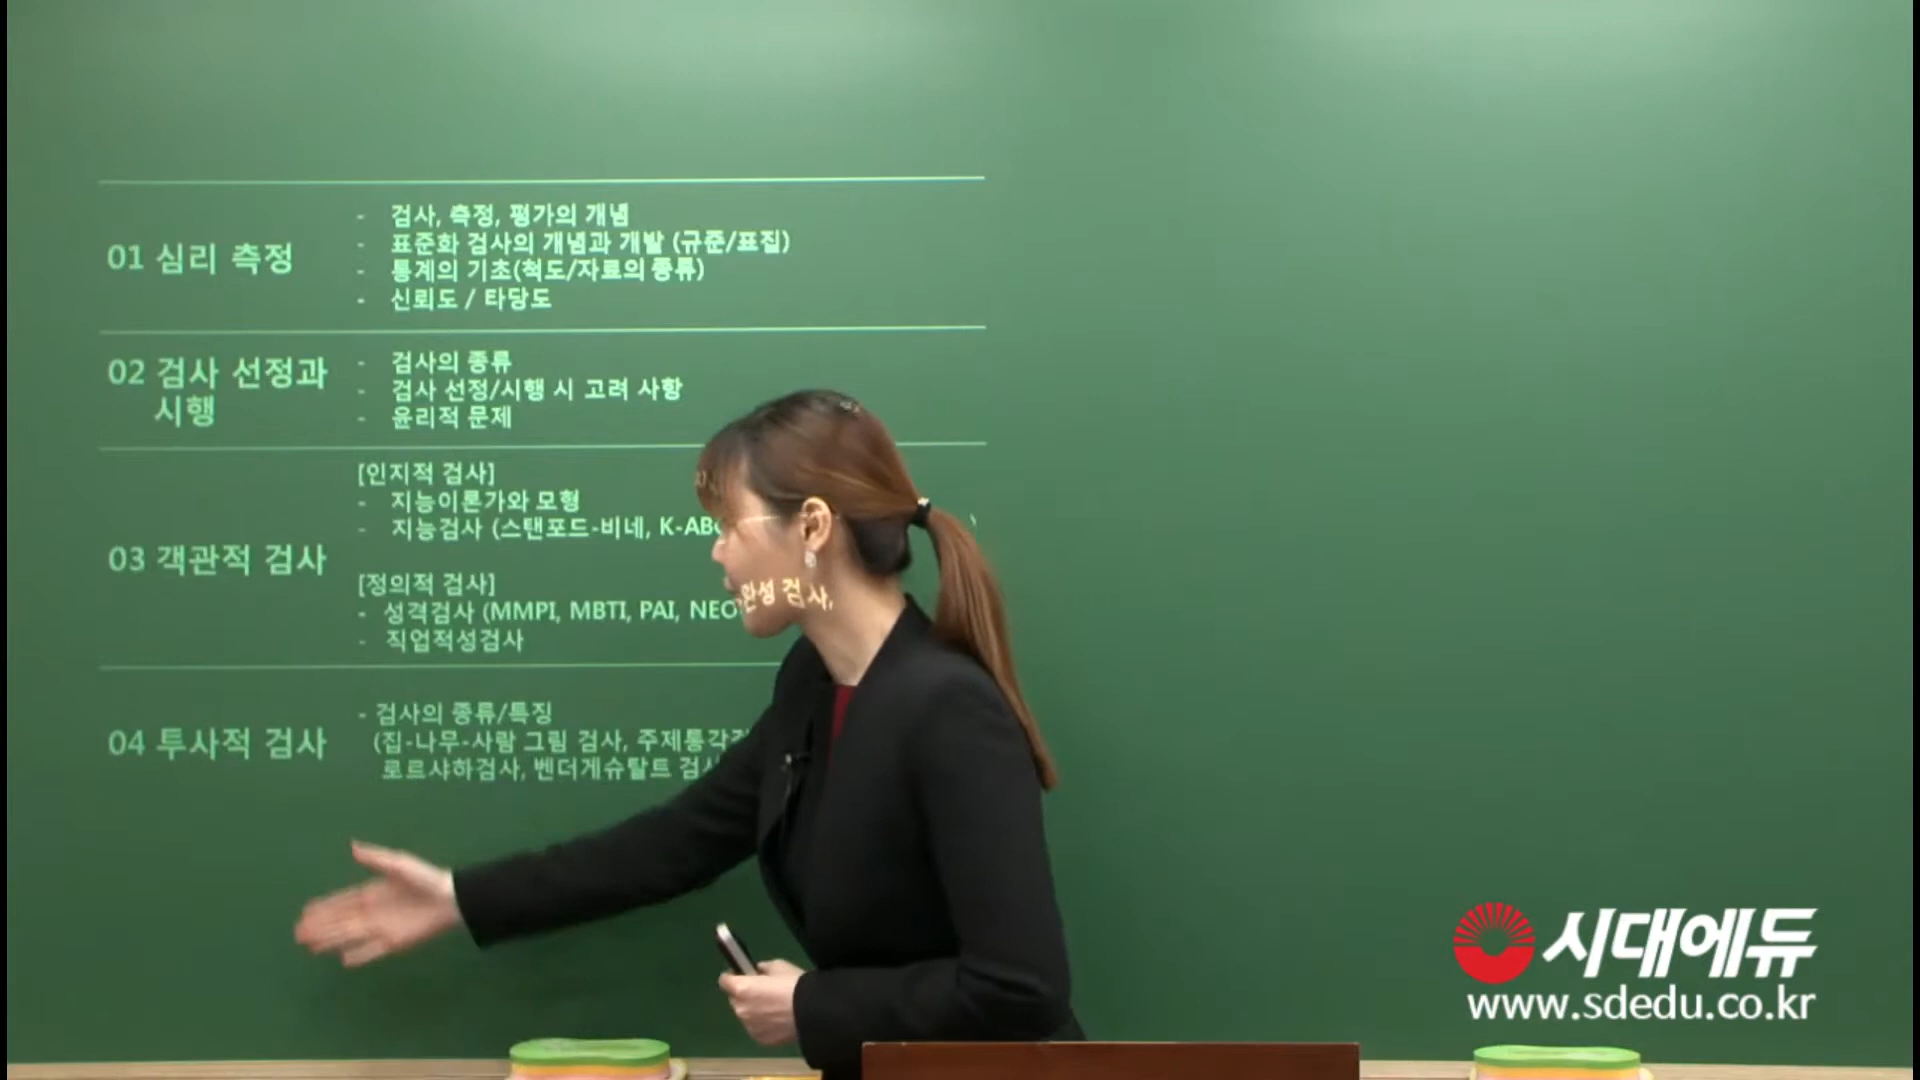 01 심리 측정
- 검사, 측정, 평가의 개념
- 표준화 검사의 개념과 개발 (규준/표집)
- 통계의 기초(척도/자료의 종류)
- 신뢰도 / 타당도
02 검사 선정과
시행
- 검사의 종류
- 검사 선정/시행 시 고려 사항
- 윤리적 문제
03 객관적 검사
[인지적 검사]
- 지능이론가와 모형
- 지능검사 (스탠포드-비네,
[정의적 검사]
- 성격검사 (MMPI, MBTI, PAI,
- 직업적성검사
04 투사적 검사
- 검사의 종류/특징
(집-나무-사람 그림 검사,
완성 검사,
로르샤하검사, 벤더게슈탈트
시대에듀
www.sdedu.co.kr